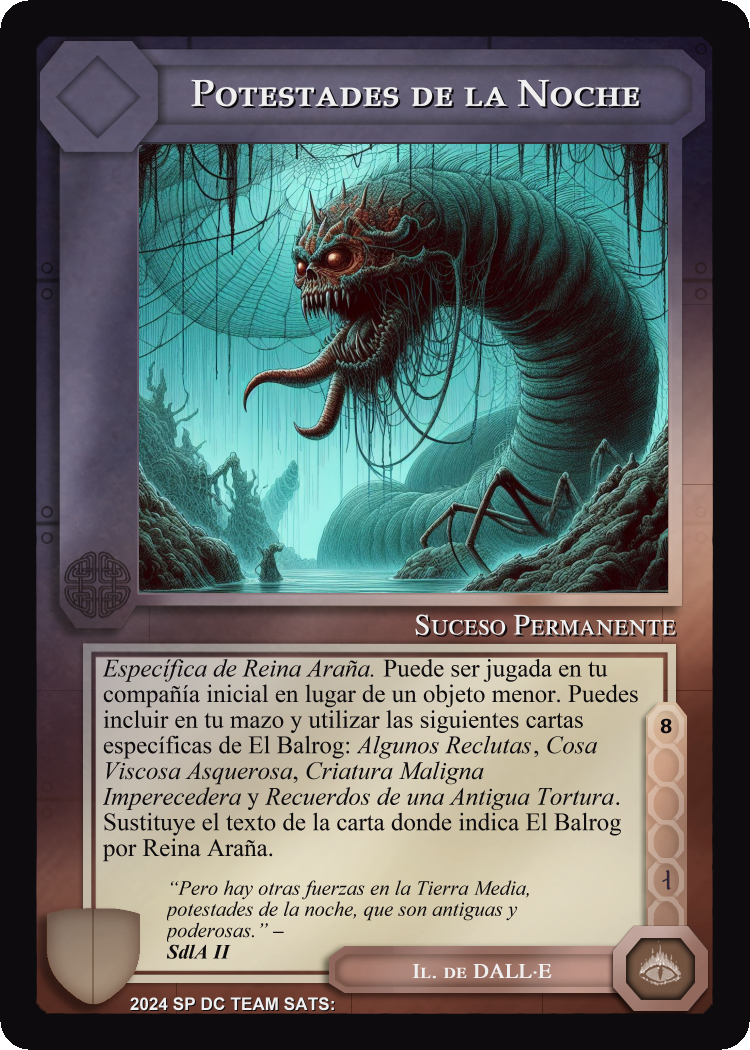 Potestades de la Noche
Suceso Permanente
Específica de Reina Araña. Puede ser jugada en tu
compañía inicial en lugar de un objeto menor. Puedes
incluir en tu mazo y utilizar las siguientes cartas
específicas de El Balrog: Algunos Reclutas, Cosa
Viscosa Asquerosa, Criatura Maligna
Imperecedera y Recuerdos de una Antigua Tortura.
Sustituye el texto de la carta donde indica El Balrog
por Reina Araña.
8
“Pero hay otras fuerzas en la Tierra Media,
potestades de la noche, que son antiguas y
poderosas.” –
SdlA II
Il. de DALL·E
2024 SP DC TEAM SATS: